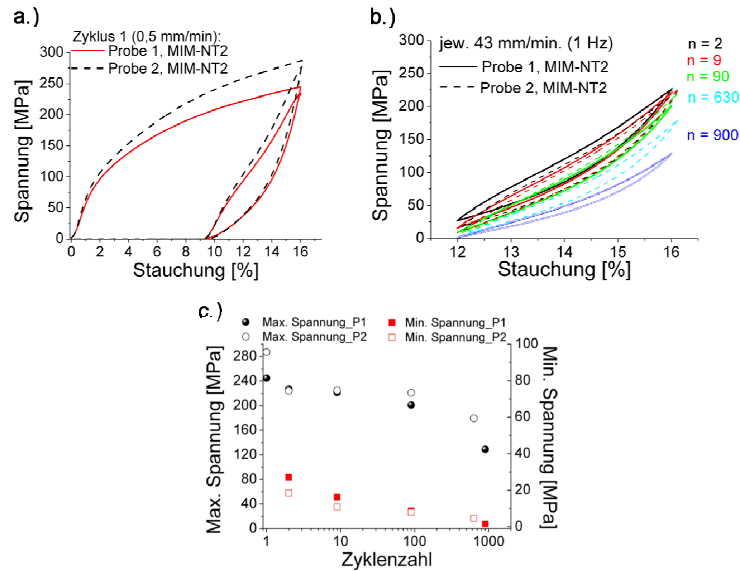 a.)
Zyklus 1 (0,5 mm/min):
Probe 1, MIM-NT2
Probe 2, MIM-NT2
Spannung [MPa]
300
250
200
150
100
50
0
0 2 4 6 8 10 12 14 16
Stauchung [%]
b.)
jew. 43 mm/min. (1 Hz)
Probe 1, MIM-NT2
Probe 2, MIM-NT2
n = 2
n = 9
n = 90
n = 630
n = 900
Spannung [MPa]
300
250
200
150
100
50
0
12 13 14 15 16
Stauchung [%]
c.)
Max. Spannung_P1 Min. Spannung_P1
Max. Spannung_P2 Min. Spannung_P2
Max. Spannung [MPa]
280
240
200
160
120
80
40
0
Min. Spannung [MPa]
100
80
60
40
20
0
1 10 100 1000
Zyklenzahl